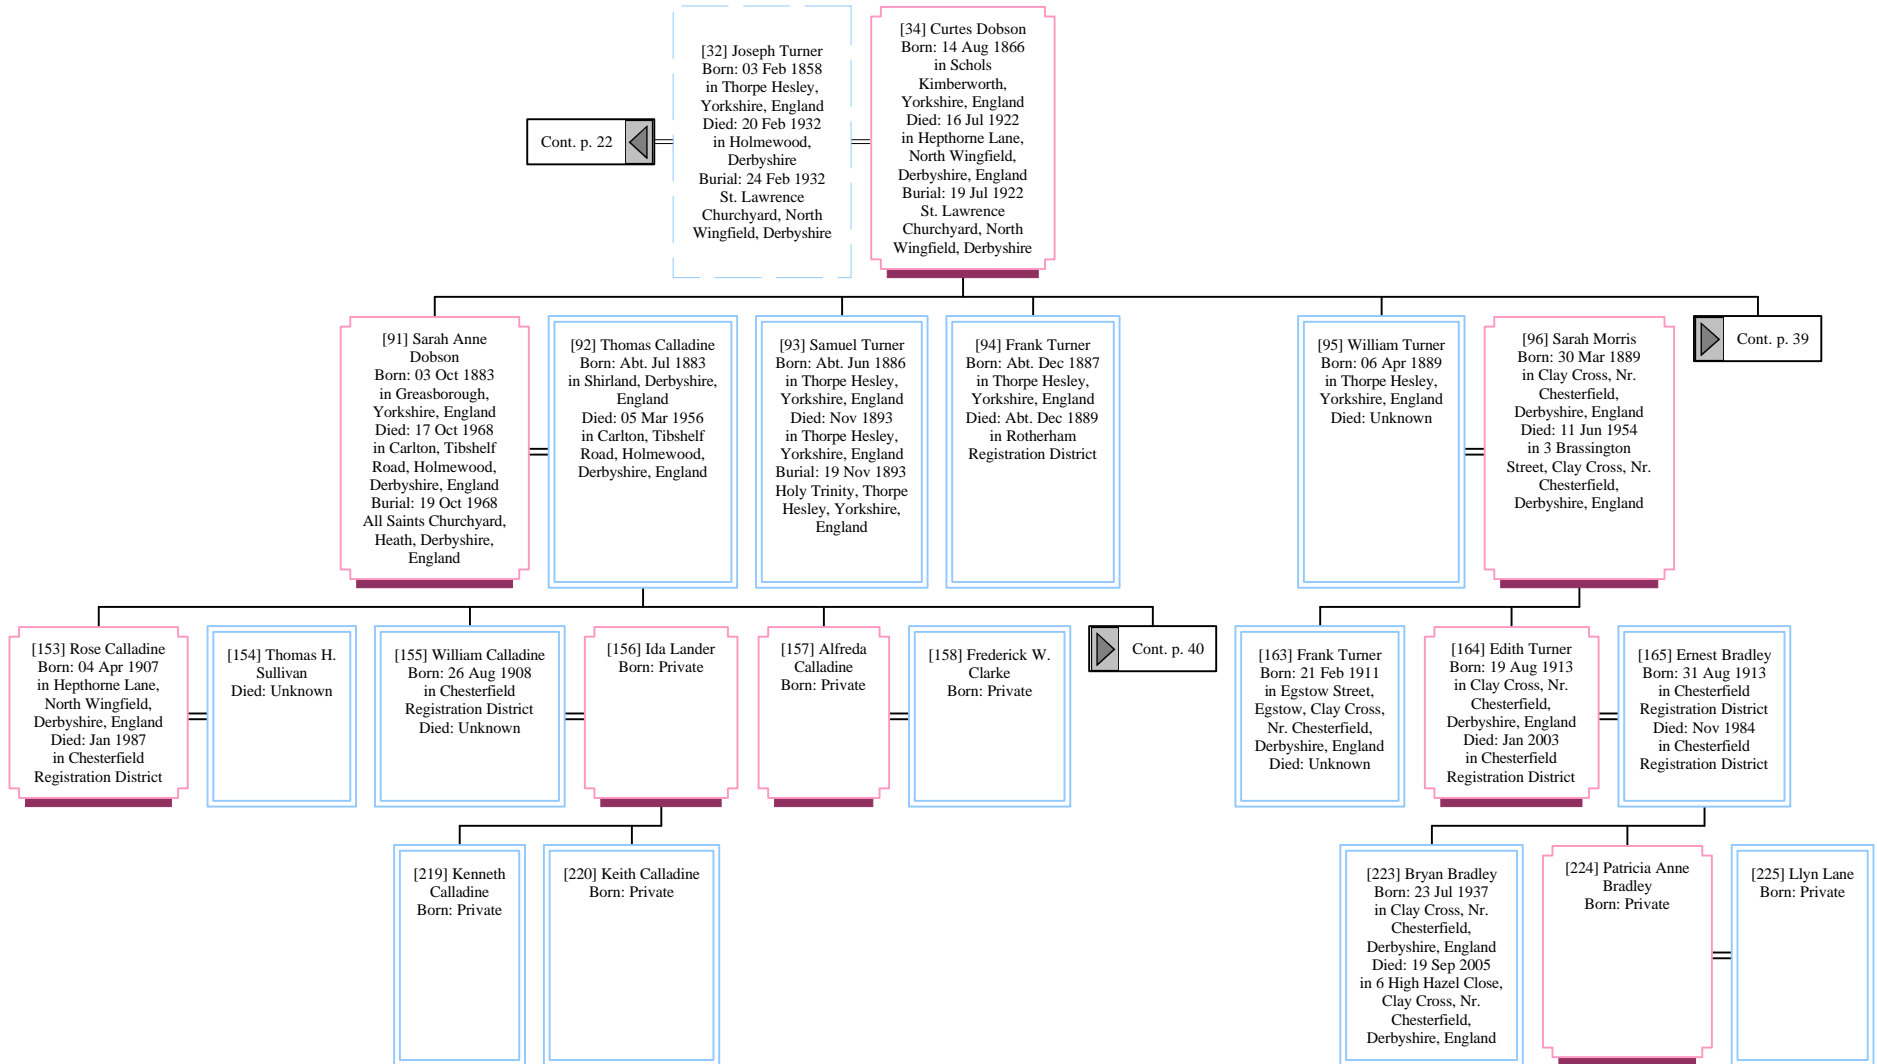 [32] Joseph Turner
Born: 03 Feb 1858
in Thorpe Hesley,
Yorkshire, England
Died: 20 Feb 1932
in Holmewood,
Derbyshire
Burial: 24 Feb 1932
St. Lawrence
Churchyard, North
Wingfield, Derbyshire
[34] Curtes Dobson
Born: 14 Aug 1866
in Schols
Kimberworth,
Yorkshire, England
Died: 16 Jul 1922
in Hepthorne Lane,
North Wingfield,
Derbyshire, England
Burial: 19 Jul 1922
St. Lawrence
Churchyard, North
Wingfield, Derbyshire
Cont. p. 22
[91] Sarah Anne
Dobson
Born: 03 Oct 1883
in Greasborough,
Yorkshire, England
Died: 17 Oct 1968
in Carlton, Tibshelf
Road, Holmewood,
Derbyshire, England
Burial: 19 Oct 1968
All Saints Churchyard,
Heath, Derbyshire,
England
[92] Thomas Calladine
Born: Abt. Jul 1883
in Shirland, Derbyshire,
England
Died: 05 Mar 1956
in Carlton, Tibshelf
Road, Holmewood,
Derbyshire, England
[93] Samuel Turner
Born: Abt. Jun 1886
in Thorpe Hesley,
Yorkshire, England
Died: Nov 1893
in Thorpe Hesley,
Yorkshire, England
Burial: 19 Nov 1893
Holy Trinity, Thorpe
Hesley, Yorkshire,
England
[94] Frank Turner
Born: Abt. Dec 1887
in Thorpe Hesley,
Yorkshire, England
Died: Abt. Dec 1889
in Rotherham
Registration District
[95] William Turner
Born: 06 Apr 1889
in Thorpe Hesley,
Yorkshire, England
Died: Unknown
[96] Sarah Morris
Born: 30 Mar 1889
in Clay Cross, Nr.
Chesterfield,
Derbyshire, England
Died: 11 Jun 1954
in 3 Brassington
Street, Clay Cross, Nr.
Chesterfield,
Derbyshire, England
Cont. p. 39
[153] Rose Calladine
Born: 04 Apr 1907
in Hepthorne Lane,
North Wingfield,
Derbyshire, England
Died: Jan 1987
in Chesterfield
Registration District
[154] Thomas H.
Sullivan
Died: Unknown
[155] William Calladine
Born: 26 Aug 1908
in Chesterfield
Registration District
Died: Unknown
[156] Ida Lander
Born: Private
[157] Alfreda
Calladine
Born: Private
[158] Frederick W.
Clarke
Born: Private
Cont. p. 40
[163] Frank Turner
Born: 21 Feb 1911
in Egstow Street,
Egstow, Clay Cross,
Nr. Chesterfield,
Derbyshire, England
Died: Unknown
[164] Edith Turner
Born: 19 Aug 1913
in Clay Cross, Nr.
Chesterfield,
Derbyshire, England
Died: Jan 2003
in Chesterfield
Registration District
[165] Ernest Bradley
Born: 31 Aug 1913
in Chesterfield
Registration District
Died: Nov 1984
in Chesterfield
Registration District
[219] Kenneth
Calladine
Born: Private
[220] Keith Calladine
Born: Private
[223] Bryan Bradley
Born: 23 Jul 1937
in Clay Cross, Nr.
Chesterfield,
Derbyshire, England
Died: 19 Sep 2005
in 6 High Hazel Close,
Clay Cross, Nr.
Chesterfield,
Derbyshire, England
[224] Patricia Anne
Bradley
Born: Private
[225] Llyn Lane
Born: Private